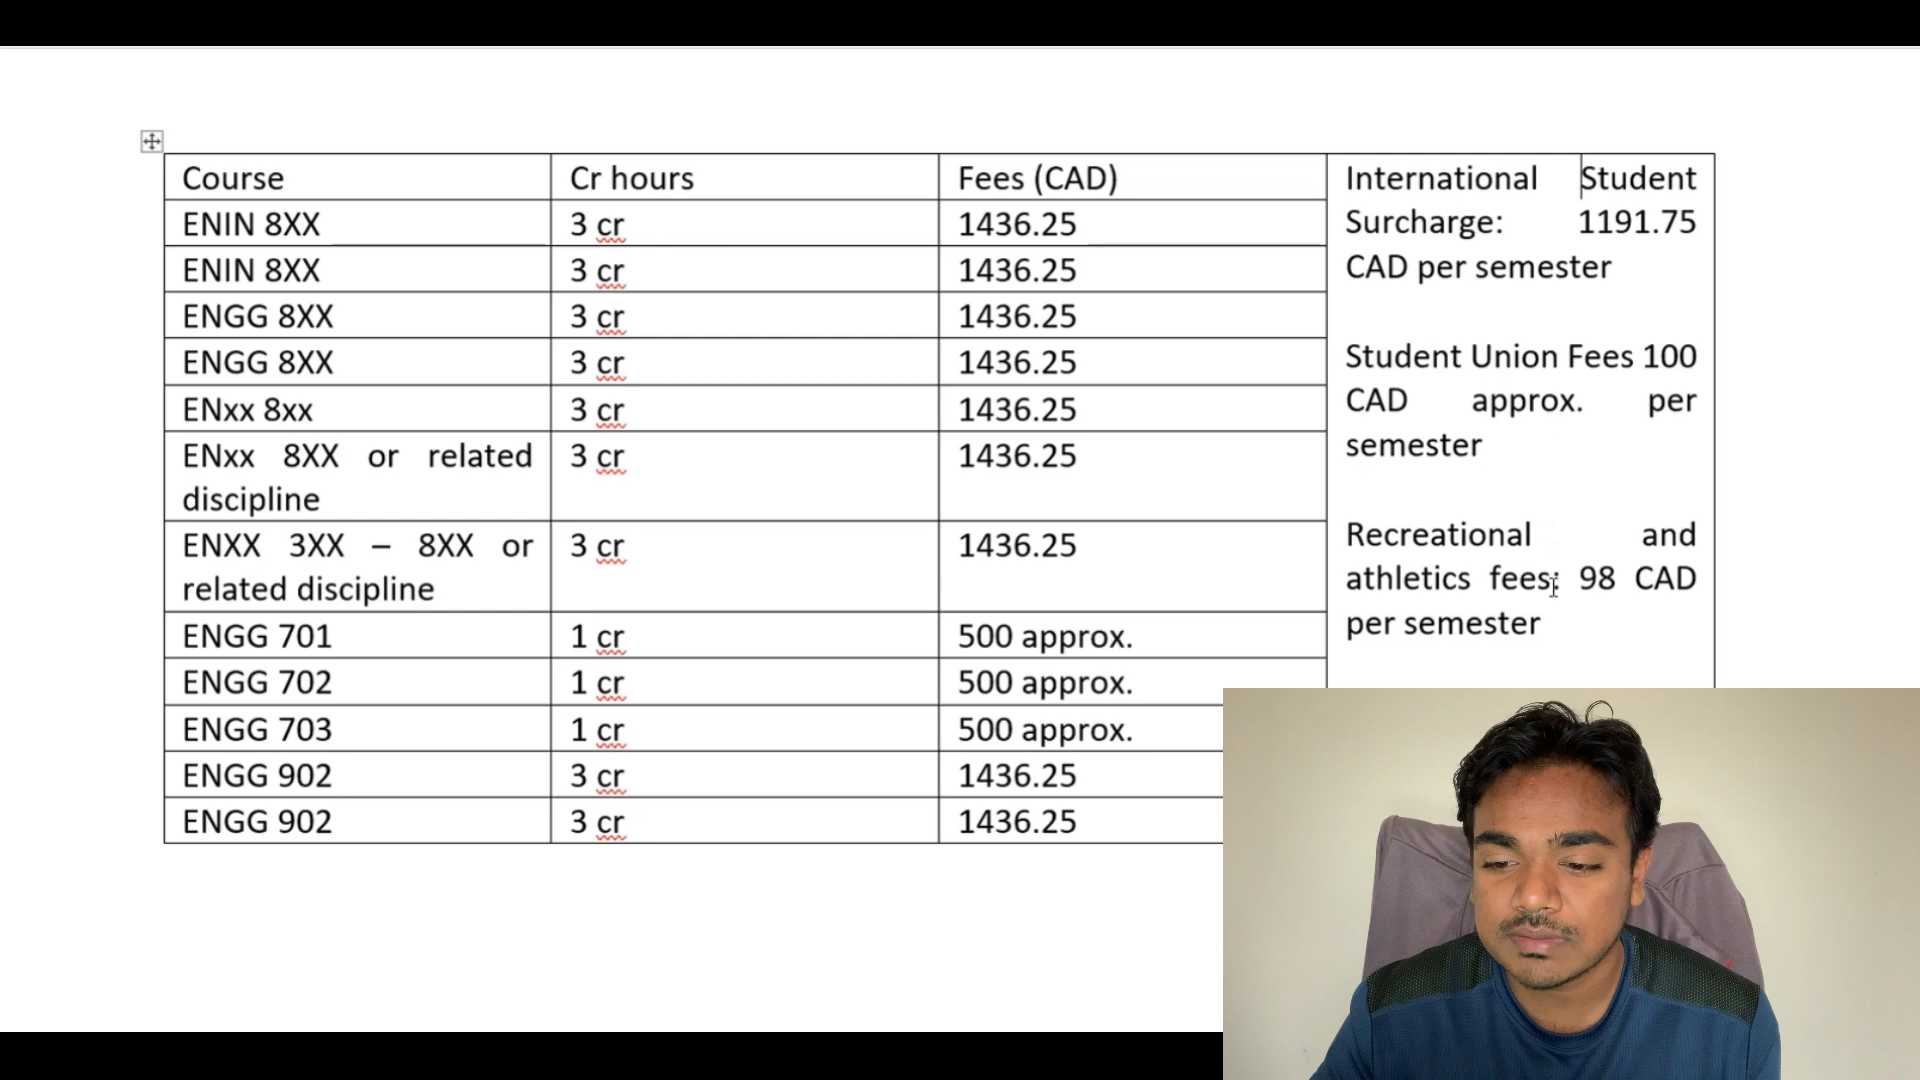 Course Cr hours Fees (CAD)
ENIN 8XX 3 cr 1436.25
ENIN 8XX 3 cr 1436.25
ENGG 8XX 3 cr 1436.25
ENGG 8XX 3 cr 1436.25
ENxx 8xx 3 cr 1436.25
ENxx 8XX or related 3 cr 1436.25
discipline
ENXX 3XX – 8XX or 3 cr 1436.25
related discipline
ENGG 701 1 cr 500 approx.
ENGG 702 1 cr 500 approx.
ENGG 703 1 cr 500 approx.
ENGG 902 3 cr 1436.25
ENGG 902 3 cr 1436.25
International Student
Surcharge: 1191.75
CAD per semester
Student Union Fees 100
CAD approx. per
semester
Recreational and
athletics fees: 98 CAD
per semester